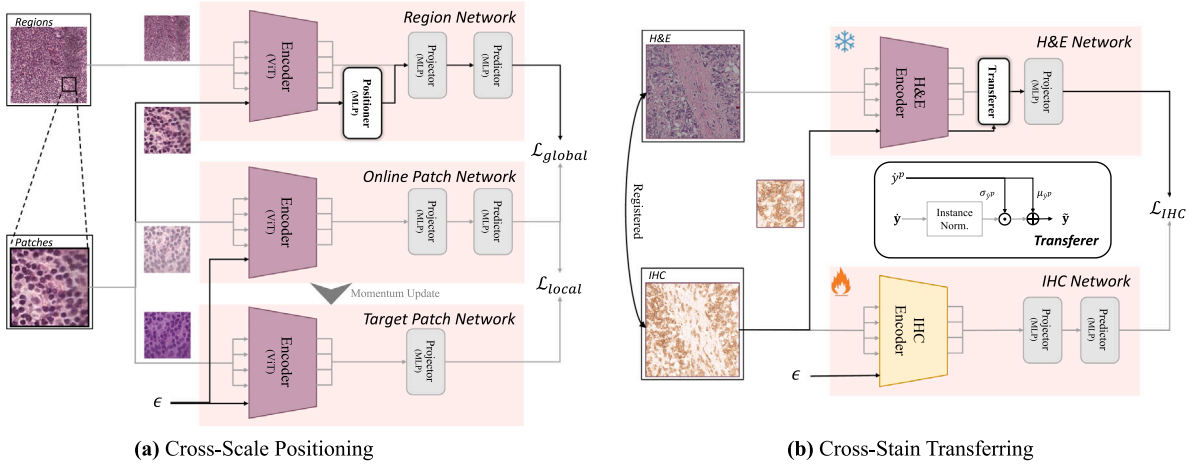 Regions
Region Network
Encoder
(ViT)
Positioner
(MLP)
Projector
(MLP)
Predictor
(MLP)
ℒ_global
Online Patch Network
Encoder
(ViT)
Projector
(MLP)
Predictor
(MLP)
Patches
Momentum Update
ℒ_local
Target Patch Network
Encoder
(ViT)
Projector
(MLP)
ϵ
(a) Cross-Scale Positioning
H&E
H&E Network
H&E
Encoder
Transferer
Projector
(MLP)
Registered
ẏᵖ
σ_ẏᵖ
μ_ẏᵖ
ẏ
Instance
Norm.
ỹ
Transferer
ℒ_IHC
IHC
IHC Network
IHC
Encoder
Projector
(MLP)
Predictor
(MLP)
ϵ
(b) Cross-Stain Transferring